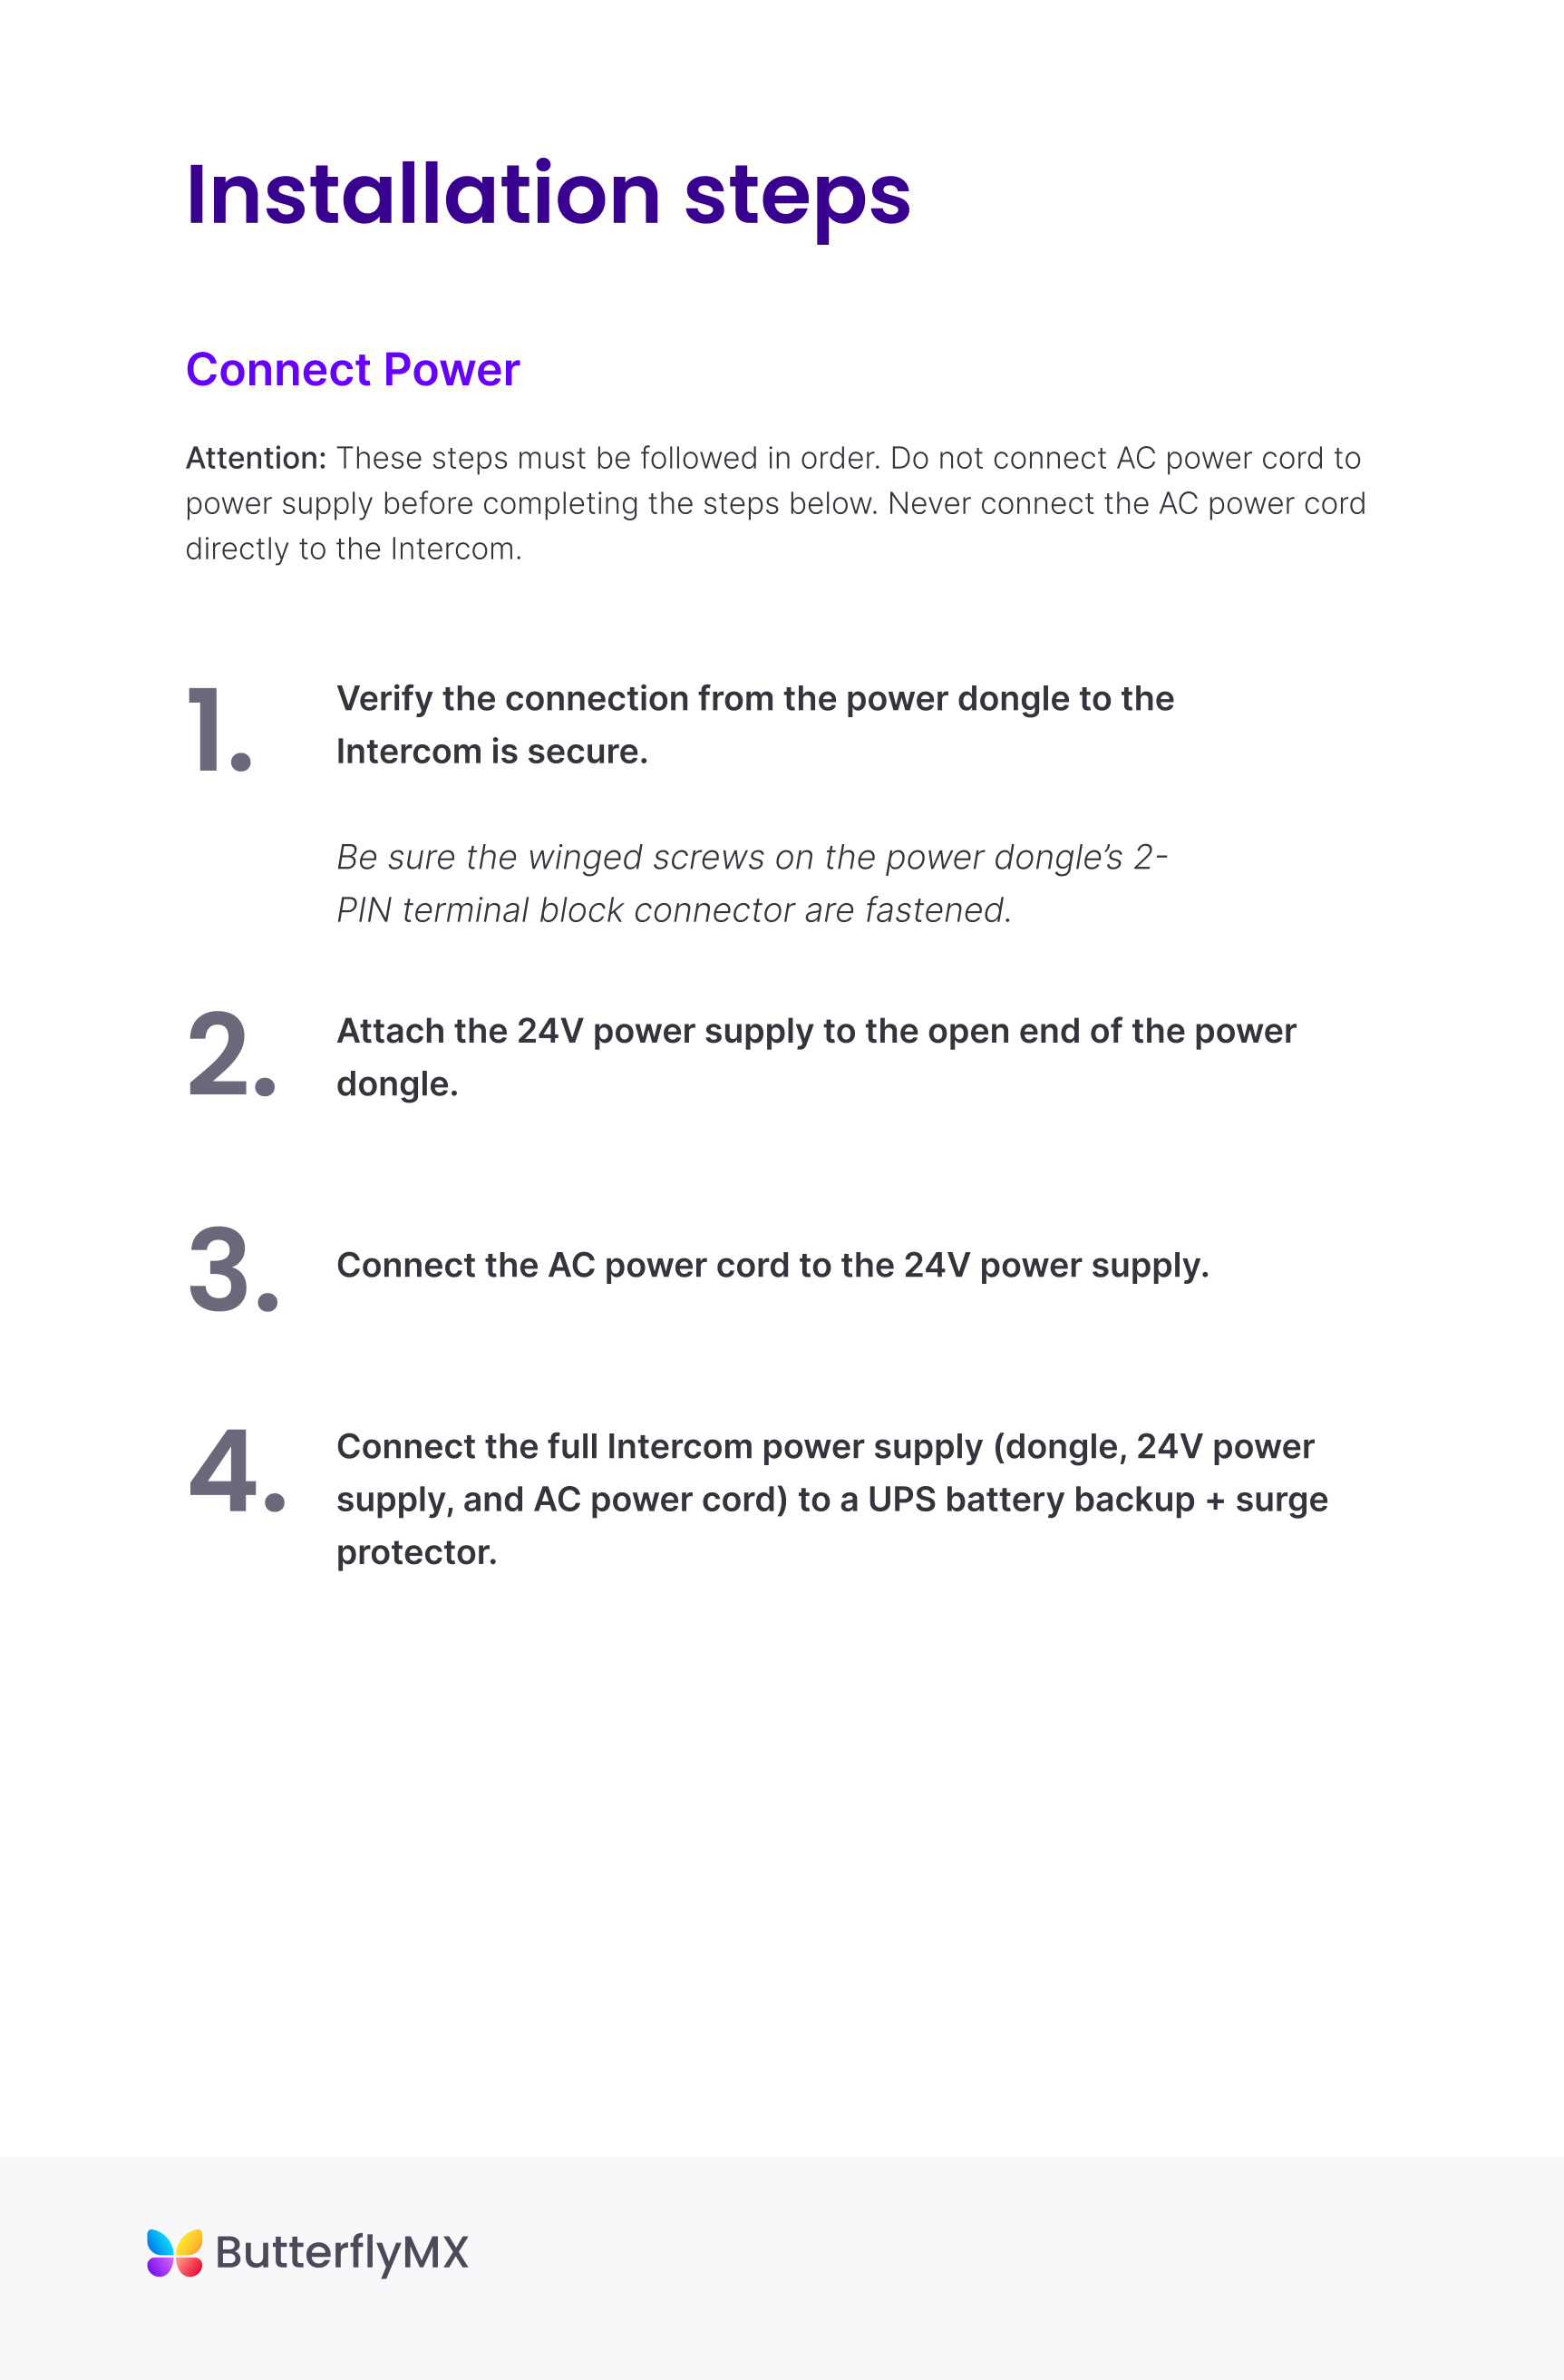 Installation steps
Connect Power
Attention: These steps must be followed in order. Do not connect AC power cord to
power supply before completing the steps below. Never connect the AC power cord
directly to the Intercom.
1.
Verify the connection from the power dongle to the
Intercom is secure.
Be sure the winged screws on the power dongle’s 2-
PIN terminal block connector are fastened.
2.
Attach the 24V power supply to the open end of the power
dongle.
3.
Connect the AC power cord to the 24V power supply.
4.
Connect the full Intercom power supply (dongle, 24V power
supply, and AC power cord) to a UPS battery backup + surge
protector.
ButterflyMX